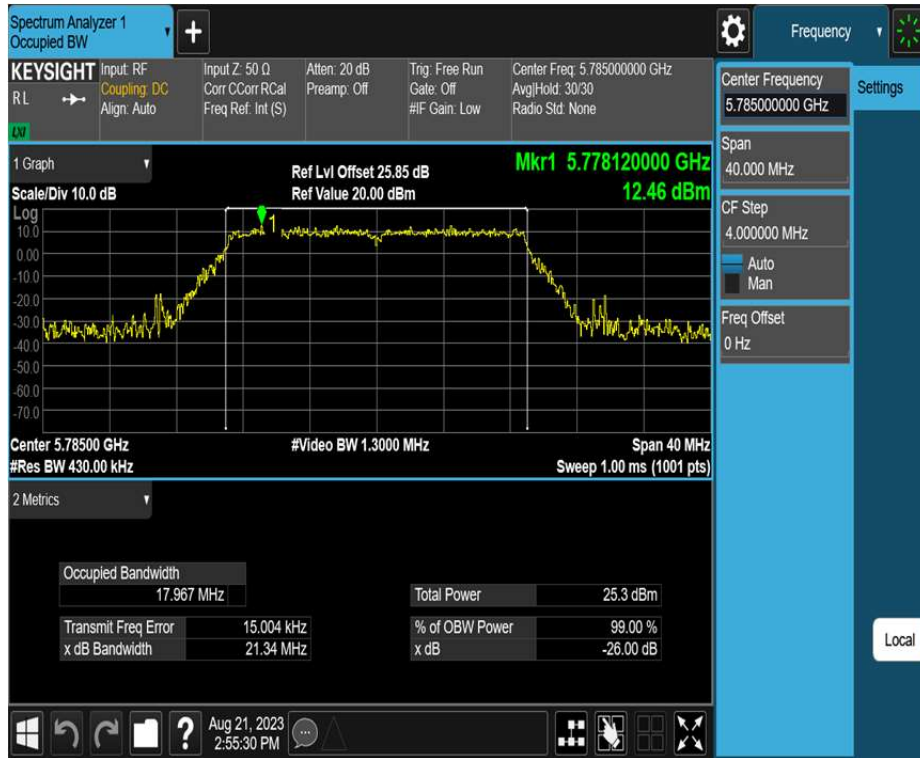 Spectrum Analyzer 1
Occupied BW
+
Frequency
KEYSIGHT
R L
LXI
Input: RF
Coupling: DC
Align: Auto
Input Z: 50 Ω
Corr CCorr RCal
Freq Ref: Int (S)
Atten: 20 dB
Preamp: Off
Trig: Free Run
Gate: Off
#IF Gain: Low
Center Freq: 5.785000000 GHz
Avg|Hold: 30/30
Radio Std: None
Center Frequency
5.785000000 GHz
Settings
Span
40.000 MHz
CF Step
4.000000 MHz
Auto
Man
Freq Offset
0 Hz
Local
1 Graph
Scale/Div 10.0 dB
Ref Lvl Offset 25.85 dB
Ref Value 20.00 dBm
Mkr1 5.778120000 GHz
12.46 dBm
Log
10.0
0.00
-10.0
-20.0
-30.0
-40.0
-50.0
-60.0
-70.0
1
Center 5.78500 GHz
#Video BW 1.3000 MHz
Span 40 MHz
#Res BW 430.00 kHz
Sweep 1.00 ms (1001 pts)
2 Metrics
Occupied Bandwidth
17.967 MHz
Total Power 25.3 dBm
Transmit Freq Error 15.004 kHz
% of OBW Power 99.00 %
x dB Bandwidth 21.34 MHz
x dB -26.00 dB
?
Aug 21, 2023
2:55:30 PM